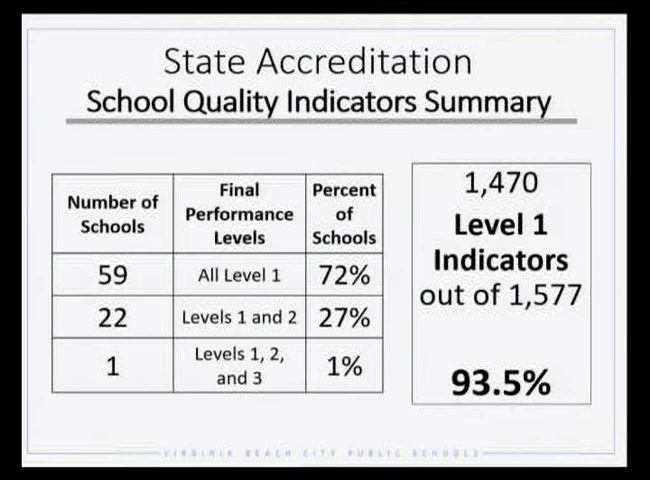 State Accreditation
School Quality Indicators Summary
Number of Schools | Final Performance Levels | Percent of Schools
59 | All Level 1 | 72%
22 | Levels 1 and 2 | 27%
1 | Levels 1, 2, and 3 | 1%
1,470
Level 1
Indicators
out of 1,577
93.5%
VIRGINIA BEACH CITY PUBLIC SCHOOLS